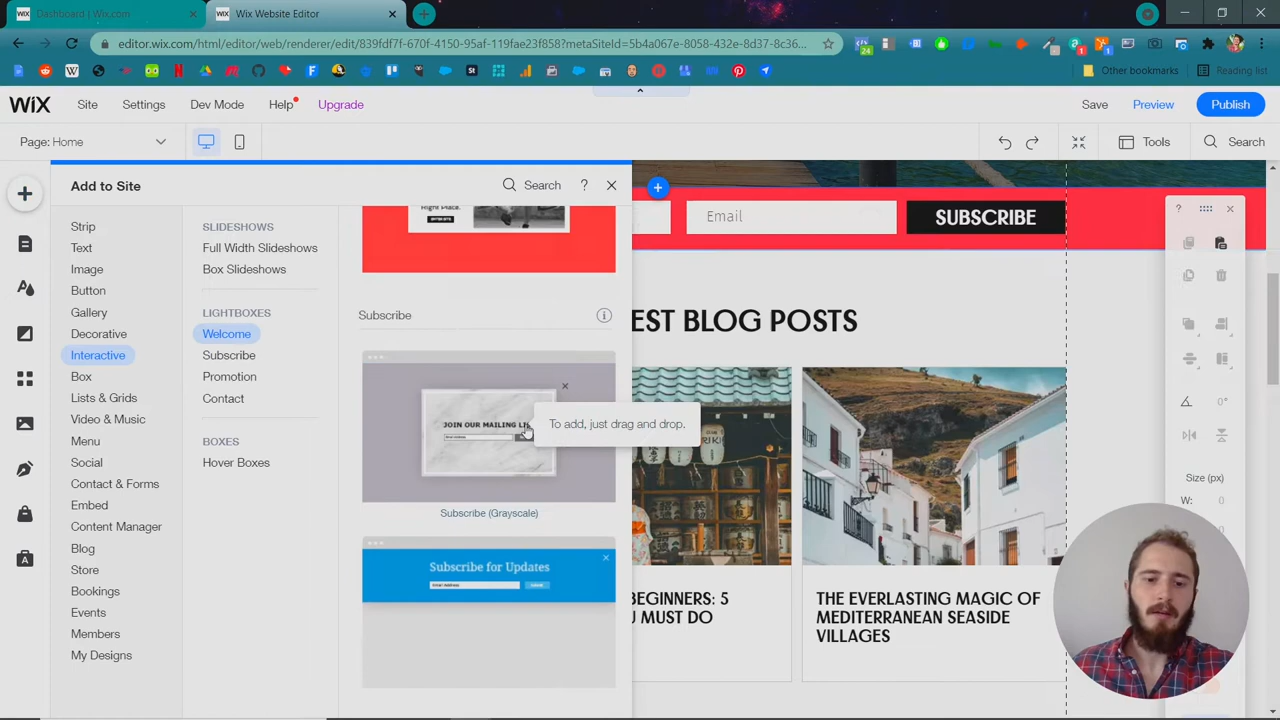 Dashboard | Wix.com
Wix Website Editor
editor.wix.com/html/editor/web/renderer/edit/839fdf7f-670f-4150-95af-119fae23f858?metaSiteId=5b4a067e-8058-432e-8d37-8c36...
Other bookmarks
Reading list
WiX
Site
Settings
Dev Mode
Help
Upgrade
Save
Preview
Publish
Page: Home
Tools
Search
Add to Site
Search
Strip
Text
Image
Button
Gallery
Decorative
Interactive
Box
Lists & Grids
Video & Music
Menu
Social
Contact & Forms
Embed
Content Manager
Blog
Store
Bookings
Events
Members
My Designs
SLIDESHOWS
Full Width Slideshows
Box Slideshows
LIGHTBOXES
Welcome
Subscribe
Promotion
Contact
BOXES
Hover Boxes
Subscribe
JOIN OUR MAILING LI
To add, just drag and drop.
Subscribe (Grayscale)
Subscribe for Updates
Email Address
Email
SUBSCRIBE
EST BLOG POSTS
BEGINNERS: 5
U MUST DO
THE EVERLASTING MAGIC OF
MEDITERRANEAN SEASIDE
VILLAGES
0°
Size (px)
W: 0